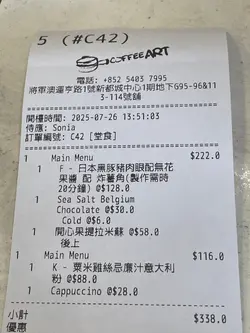 5 (#C42)
COFFEE ART
電話: +852 5403 7995
將軍澳運亨路1號新都城中心1期地下G95-96&11
3-114號舖
開檯時間: 2025-07-26 13:51:03
侍應: Sonia
訂單編號: C42 [堂食]
1 Main Menu $222.0
1 F - 日本黑豚豬肉眼配無花
果醬 配 炸薯角(製作需時
20分鐘) @$128.0
1 Sea Salt Belgium
Chocolate @$30.0
Cold @$6.0
1 開心果提拉米蘇 @$58.0
後上
1 Main Menu $116.0
1 K - 粟米雞絲忌廉汁意大利
粉 @$88.0
1 Cappuccino @$28.0
小計 $338.0
優惠